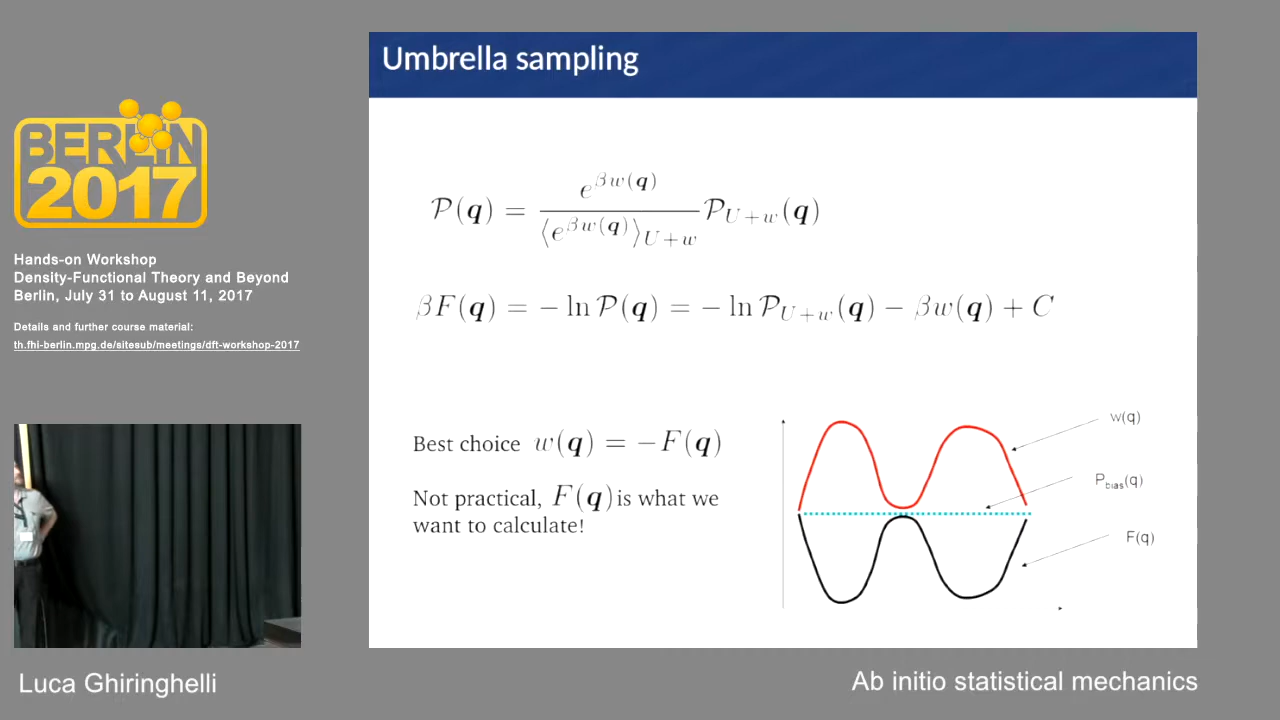 Umbrella sampling
BERLIN
2017
Hands-on Workshop
Density-Functional Theory and Beyond
Berlin, July 31 to August 11, 2017
Details and further course material:
th.fhi-berlin.mpg.de/sitesub/meetings/dft-workshop-2017
P(q) = e^{βw(q)} / ⟨e^{βw(q)}⟩_{U+w} P_{U+w}(q)
βF(q) = − ln P(q) = − ln P_{U+w}(q) − βw(q) + C
Best choice w(q) = −F(q)
Not practical, F(q) is what we
want to calculate!
w(q)
P_{bias}(q)
F(q)
Luca Ghiringhelli
Ab initio statistical mechanics